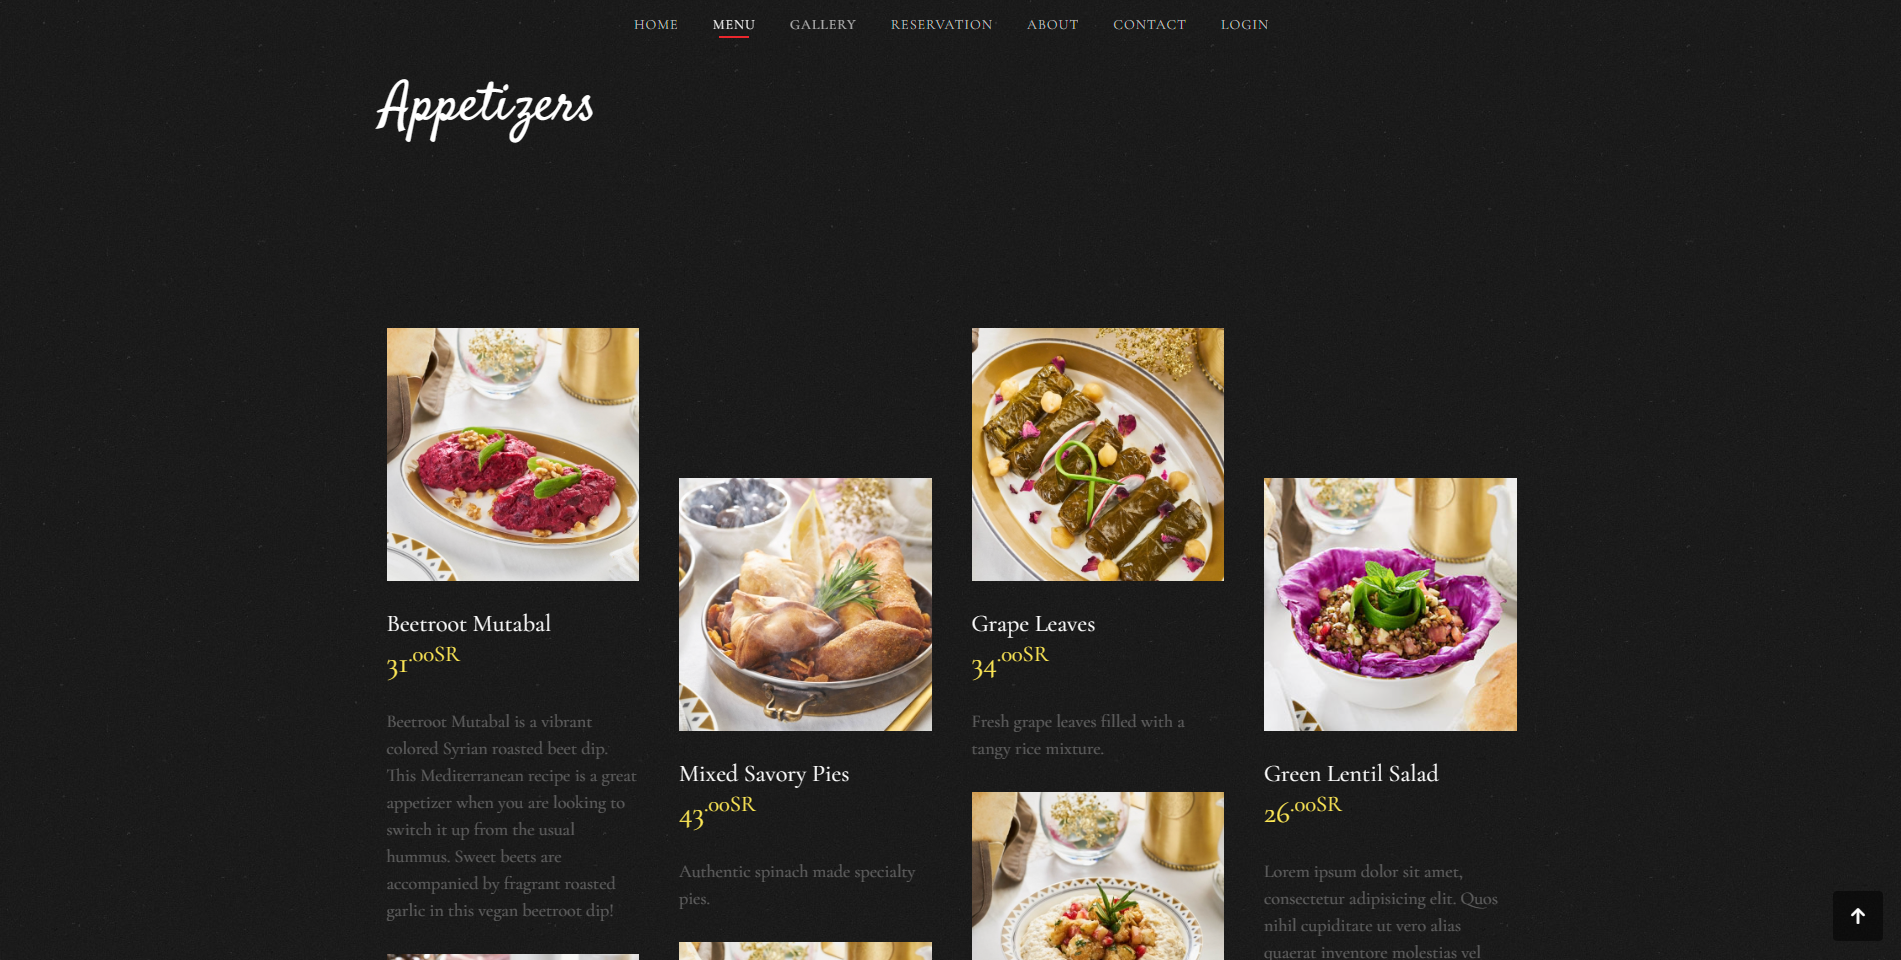 HOME MENU GALLERY RESERVATION ABOUT CONTACT LOGIN
Appetizers
Beetroot Mutabal
31.00SR
Beetroot Mutabal is a vibrant
colored Syrian roasted beet dip.
This Mediterranean recipe is a great
appetizer when you are looking to
switch it up from the usual
hummus. Sweet beets are
accompanied by fragrant roasted
garlic in this vegan beetroot dip!
Mixed Savory Pies
43.00SR
Authentic spinach made specialty
pies.
Grape Leaves
34.00SR
Fresh grape leaves filled with a
tangy rice mixture.
Green Lentil Salad
26.00SR
Lorem ipsum dolor sit amet,
consectetur adipisicing elit. Quos
nihil cupiditate ut vero alias
quaerat inventore molestias vel